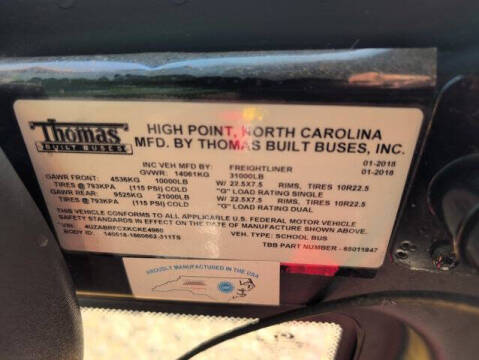 Thomas
BUILT BUSES
HIGH POINT, NORTH CAROLINA
MFD. BY THOMAS BUILT BUSES, INC.
01-2018
INC VEH MFD BY: FREIGHTLINER 01-2018
GVWR: 14061KG 31000LB
GAWR FRONT: 4536KG 10000LB W/ 22.5X7.5 RIMS, TIRES 10R22.5
TIRES @ 793KPA (115 PSI) COLD "G" LOAD RATING SINGLE
GAWR REAR: 9525KG 21000LB W/ 22.5X7.5 RIMS, TIRES 10R22.5
TIRES @ 793KPA (115 PSI) COLD "G" LOAD RATING DUAL
THIS VEHICLE CONFORMS TO ALL APPLICABLE U.S. FEDERAL MOTOR VEHICLE
SAFETY STANDARDS IN EFFECT ON THE DATE OF MANUFACTURE SHOWN ABOVE.
VIN: 4UZABRFCXKCKE4960
BODY ID: VEH. TYPE: SCHOOL BUS
TBB PART NUMBER - 65011847
PROUDLY MANUFACTURED IN THE USA